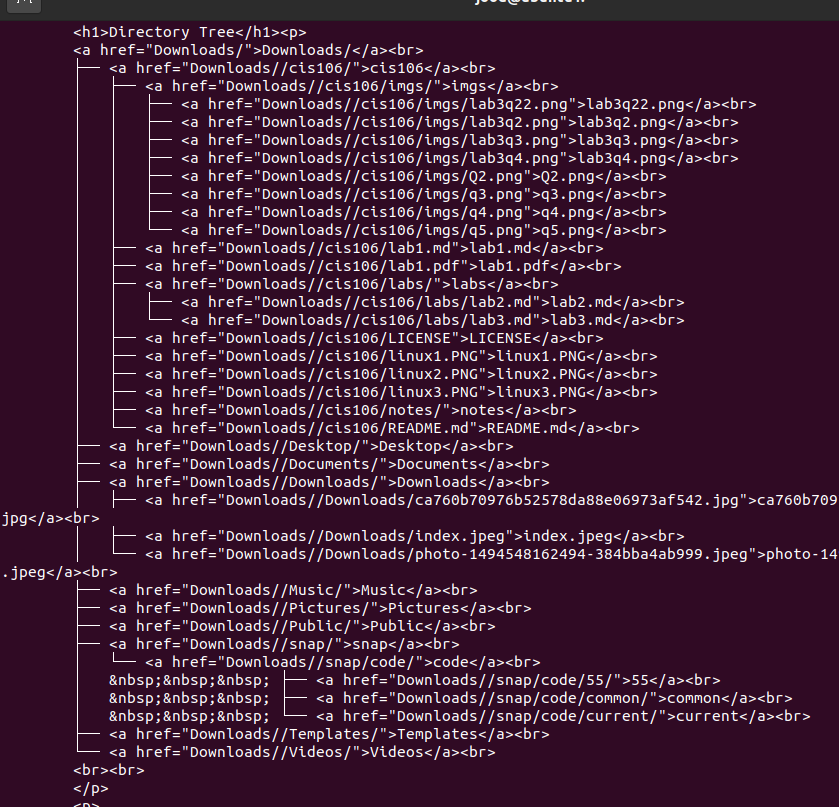 <h1>Directory Tree</h1><p>
<a href="Downloads/">Downloads/</a><br>
├── <a href="Downloads//cis106/">cis106</a><br>
│   ├── <a href="Downloads//cis106/imgs/">imgs</a><br>
│   │   ├── <a href="Downloads//cis106/imgs/lab3q22.png">lab3q22.png</a><br>
│   │   ├── <a href="Downloads//cis106/imgs/lab3q2.png">lab3q2.png</a><br>
│   │   ├── <a href="Downloads//cis106/imgs/lab3q3.png">lab3q3.png</a><br>
│   │   ├── <a href="Downloads//cis106/imgs/lab3q4.png">lab3q4.png</a><br>
│   │   ├── <a href="Downloads//cis106/imgs/Q2.png">Q2.png</a><br>
│   │   ├── <a href="Downloads//cis106/imgs/q3.png">q3.png</a><br>
│   │   ├── <a href="Downloads//cis106/imgs/q4.png">q4.png</a><br>
│   │   └── <a href="Downloads//cis106/imgs/q5.png">q5.png</a><br>
│   ├── <a href="Downloads//cis106/lab1.md">lab1.md</a><br>
│   ├── <a href="Downloads//cis106/lab1.pdf">lab1.pdf</a><br>
│   ├── <a href="Downloads//cis106/labs/">labs</a><br>
│   │   ├── <a href="Downloads//cis106/labs/lab2.md">lab2.md</a><br>
│   │   └── <a href="Downloads//cis106/labs/lab3.md">lab3.md</a><br>
│   ├── <a href="Downloads//cis106/LICENSE">LICENSE</a><br>
│   ├── <a href="Downloads//cis106/linux1.PNG">linux1.PNG</a><br>
│   ├── <a href="Downloads//cis106/linux2.PNG">linux2.PNG</a><br>
│   ├── <a href="Downloads//cis106/linux3.PNG">linux3.PNG</a><br>
│   ├── <a href="Downloads//cis106/notes/">notes</a><br>
│   └── <a href="Downloads//cis106/README.md">README.md</a><br>
├── <a href="Downloads//Desktop/">Desktop</a><br>
├── <a href="Downloads//Documents/">Documents</a><br>
├── <a href="Downloads//Downloads/">Downloads</a><br>
│   ├── <a href="Downloads//Downloads/ca760b70976b52578da88e06973af542.jpg">ca760b709
jpg</a><br>
│   ├── <a href="Downloads//Downloads/index.jpeg">index.jpeg</a><br>
│   └── <a href="Downloads//Downloads/photo-1494548162494-384bba4ab999.jpeg">photo-14
.jpeg</a><br>
├── <a href="Downloads//Music/">Music</a><br>
├── <a href="Downloads//Pictures/">Pictures</a><br>
├── <a href="Downloads//Public/">Public</a><br>
├── <a href="Downloads//snap/">snap</a><br>
│   └── <a href="Downloads//snap/code/">code</a><br>
&nbsp;&nbsp;&nbsp; ├── <a href="Downloads//snap/code/55/">55</a><br>
&nbsp;&nbsp;&nbsp; ├── <a href="Downloads//snap/code/common/">common</a><br>
&nbsp;&nbsp;&nbsp; └── <a href="Downloads//snap/code/current/">current</a><br>
├── <a href="Downloads//Templates/">Templates</a><br>
└── <a href="Downloads//Videos/">Videos</a><br>
<br><br>
</p>
<p>